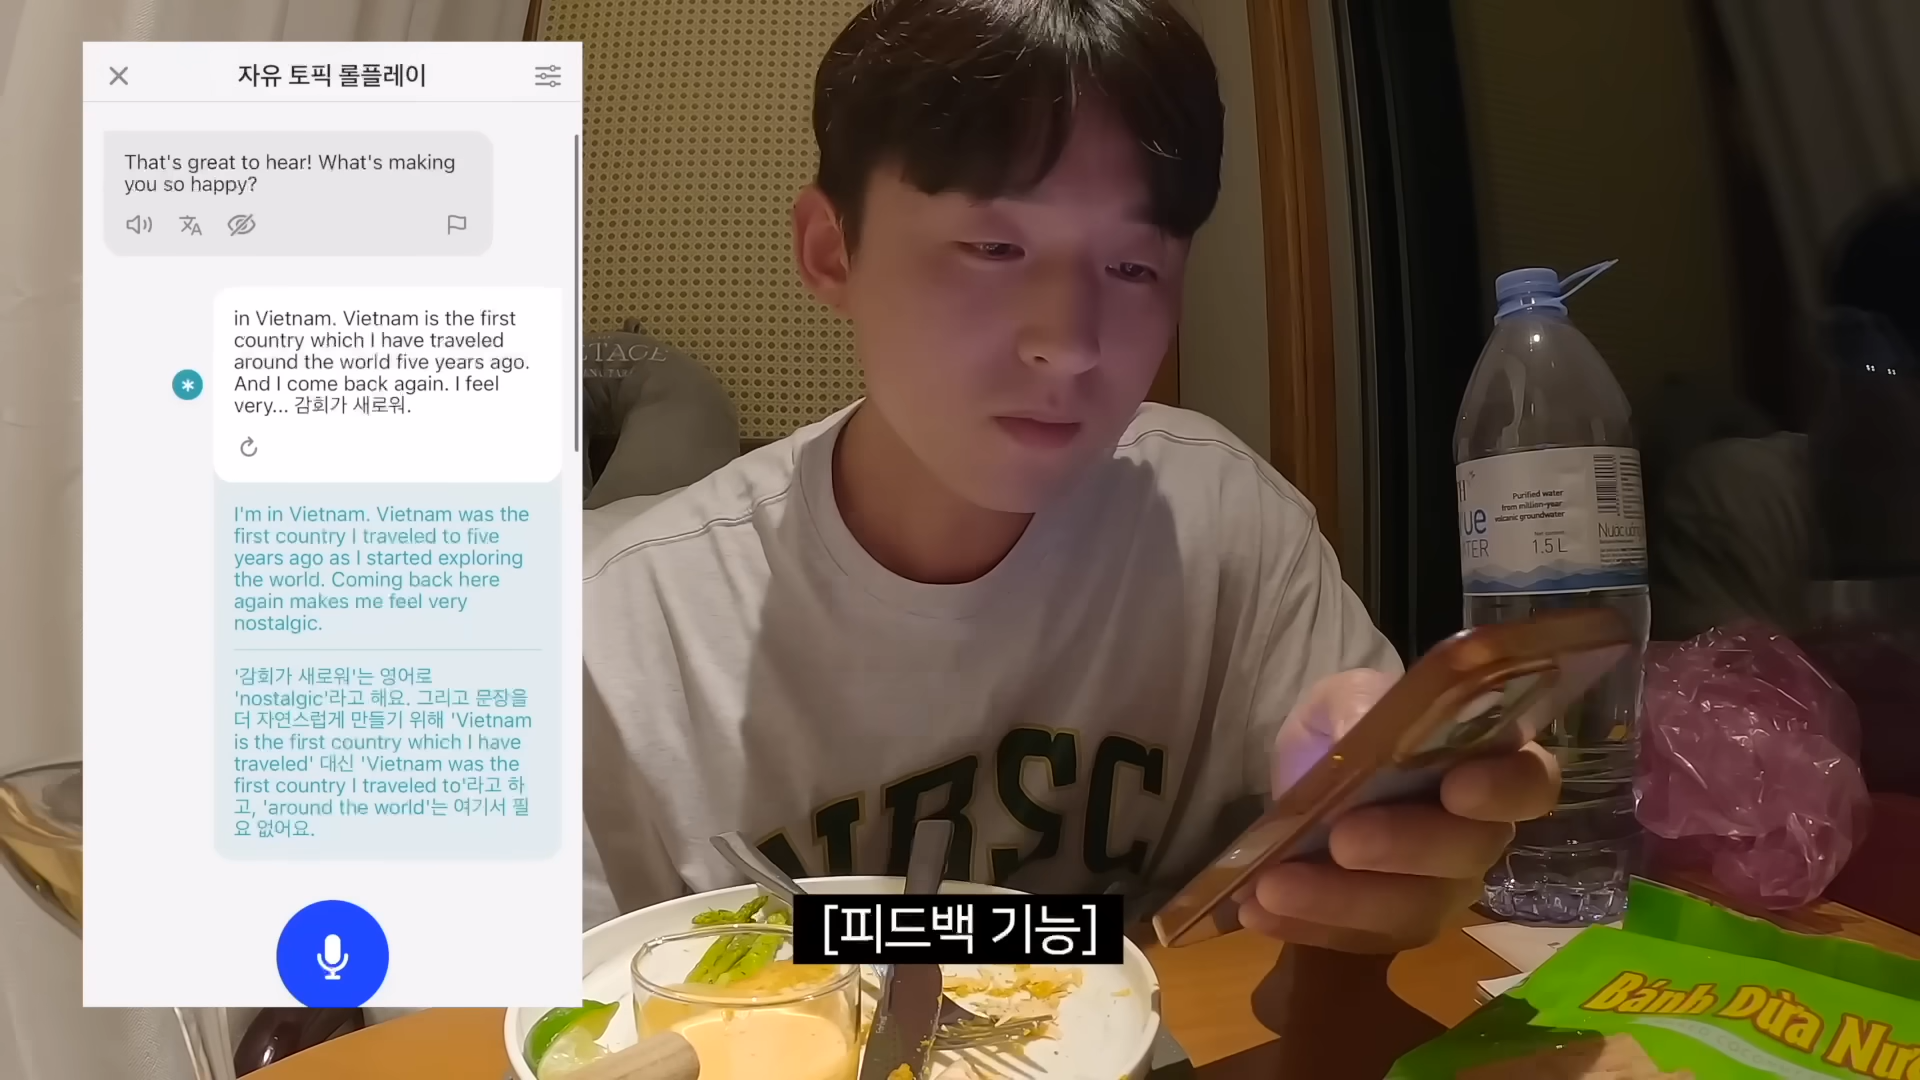 자유 토픽 롤플레이
That's great to hear! What's making
you so happy?
in Vietnam. Vietnam is the first
country which I have traveled
around the world five years ago.
And I come back again. I feel
very... 감회가 새로워.
I'm in Vietnam. Vietnam was the
first country I traveled to five
years ago as I started exploring
the world. Coming back here
again makes me feel very
nostalgic.
'감회가 새로워'는 영어로
'nostalgic'라고 해요. 그리고 문장을
더 자연스럽게 만들기 위해 'Vietnam
is the first country which I have
traveled' 대신 'Vietnam was the
first country I traveled to'라고 하
고, 'around the world'는 여기서 필
요 없어요.
[피드백 기능]
NBSC
Purified water
from million-year
volcanic groundwater
1.5 L
Bánh Dừa